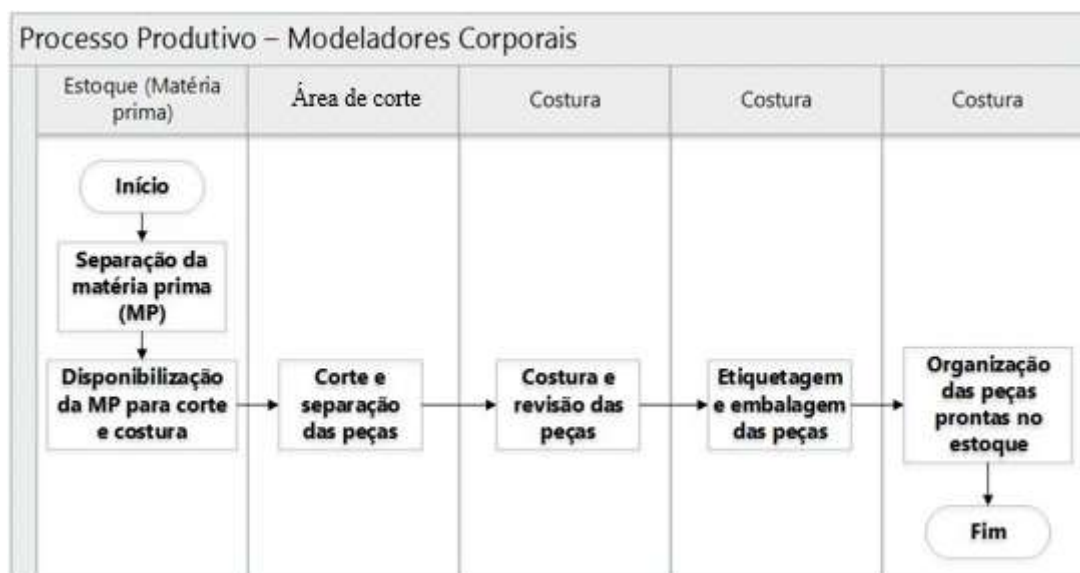 Processo Produtivo – Modeladores Corporais
Estoque (Matéria
prima)
Área de corte
Costura
Costura
Costura
Início
Separação da
matéria prima
(MP)
Disponibilização
da MP para corte
e costura
Corte e
separação
das peças
Costura e
revisão das
peças
Etiquetagem
e embalagem
das peças
Organização
das peças
prontas no
estoque
Fim